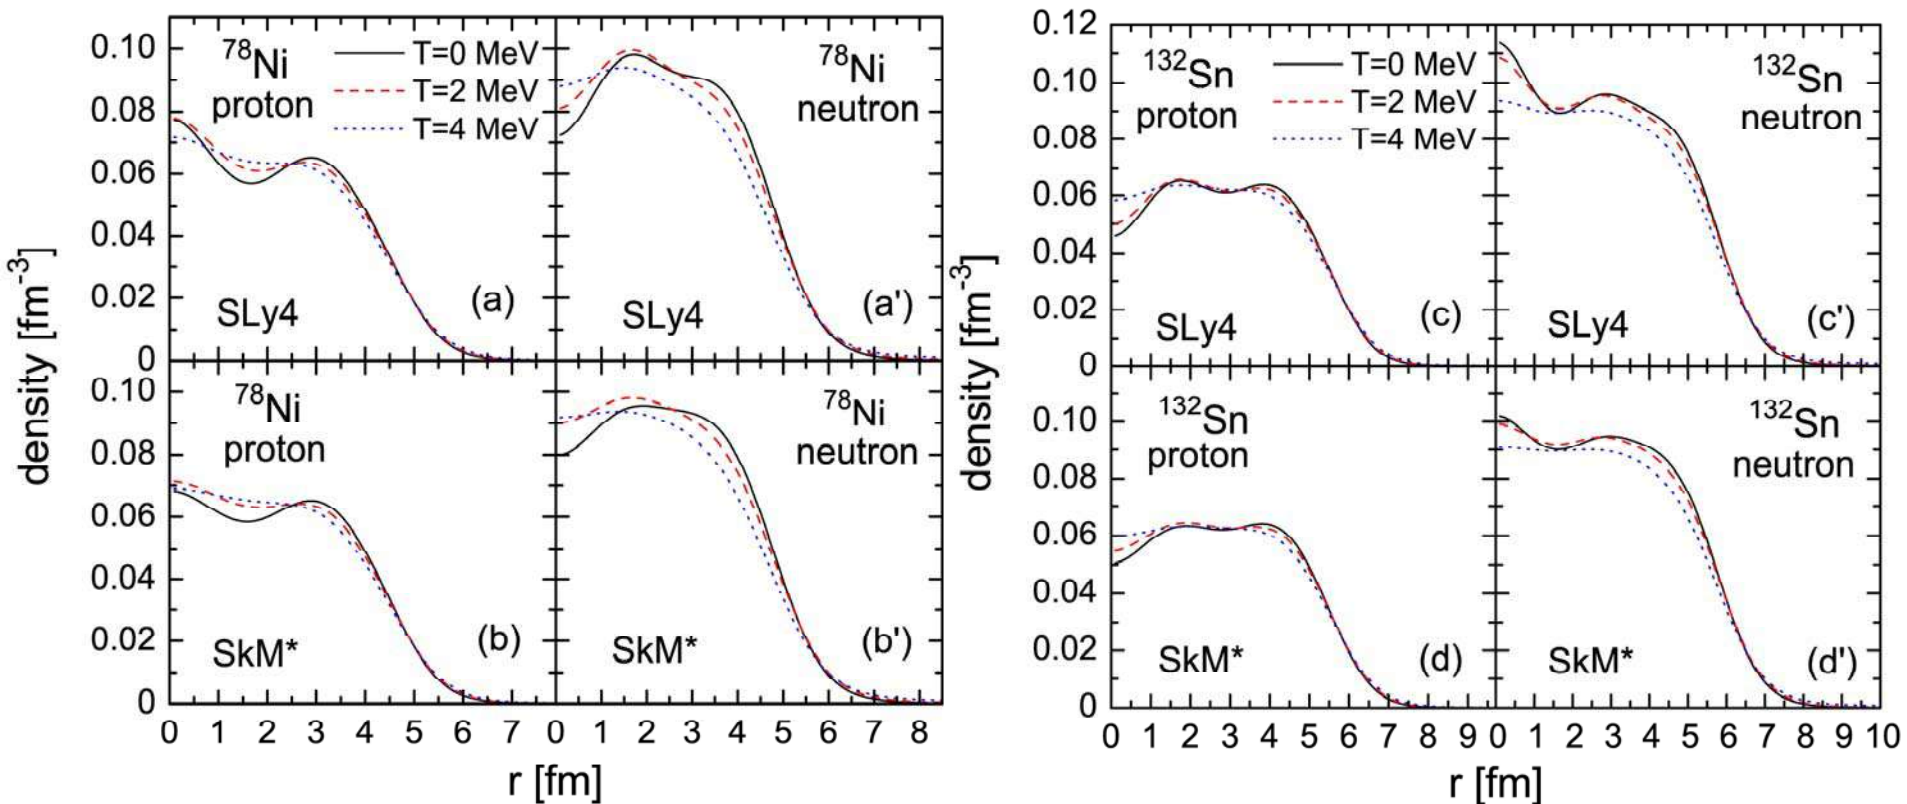 density [fm⁻³]
0.10
0.08
0.06
0.04
0.02
0
⁷⁸Ni
proton
T=0 MeV
T=2 MeV
T=4 MeV
SLy4
(a)
⁷⁸Ni
neutron
SLy4
(a')
0.10
0.08
0.06
0.04
0.02
0
⁷⁸Ni
proton
SkM*
(b)
⁷⁸Ni
neutron
SkM*
(b')
0 1 2 3 4 5 6 7
0 1 2 3 4 5 6 7 8
r [fm]
density [fm⁻³]
0.12
0.10
0.08
0.06
0.04
0.02
0
¹³²Sn
proton
T=0 MeV
T=2 MeV
T=4 MeV
SLy4
(c)
¹³²Sn
neutron
SLy4
(c')
0.10
0.08
0.06
0.04
0.02
0
¹³²Sn
proton
SkM*
(d)
¹³²Sn
neutron
SkM*
(d')
0 1 2 3 4 5 6 7 8 9
0 1 2 3 4 5 6 7 8 9 10
r [fm]